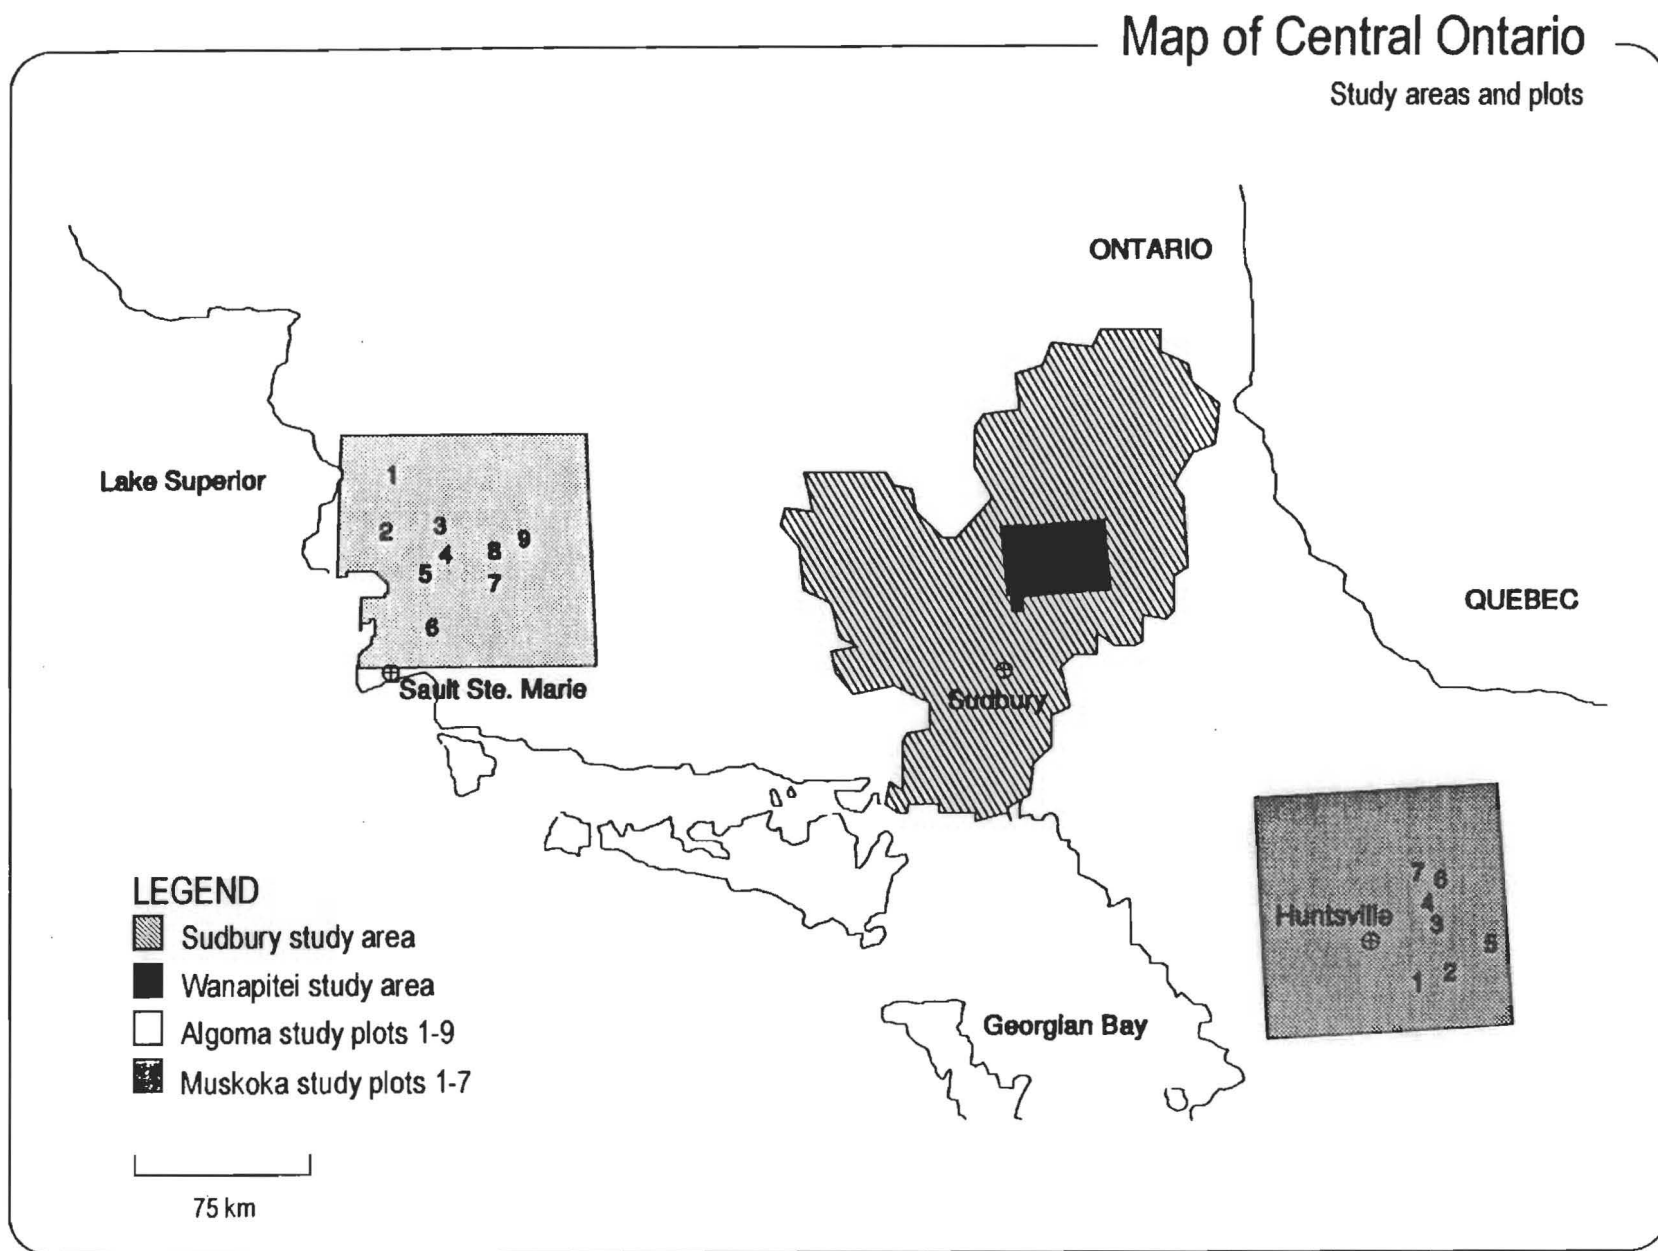 Map of Central Ontario
Study areas and plots
ONTARIO
Lake Superior
1
2
3
4
5
6
7
8
9
Sault Ste. Marie
Sudbury
QUEBEC
Huntsville
7
6
4
3
5
2
1
Georgian Bay
LEGEND
Sudbury study area
Wanapitei study area
Algoma study plots 1-9
Muskoka study plots 1-7
75 km